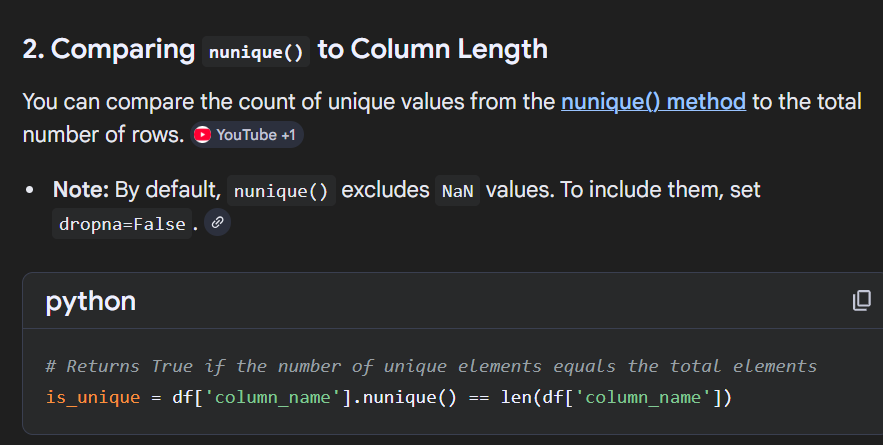 2. Comparing nunique() to Column Length
You can compare the count of unique values from the nunique() method to the total
number of rows. YouTube +1
• Note: By default, nunique() excludes NaN values. To include them, set
dropna=False.
python
# Returns True if the number of unique elements equals the total elements
is_unique = df['column_name'].nunique() == len(df['column_name'])